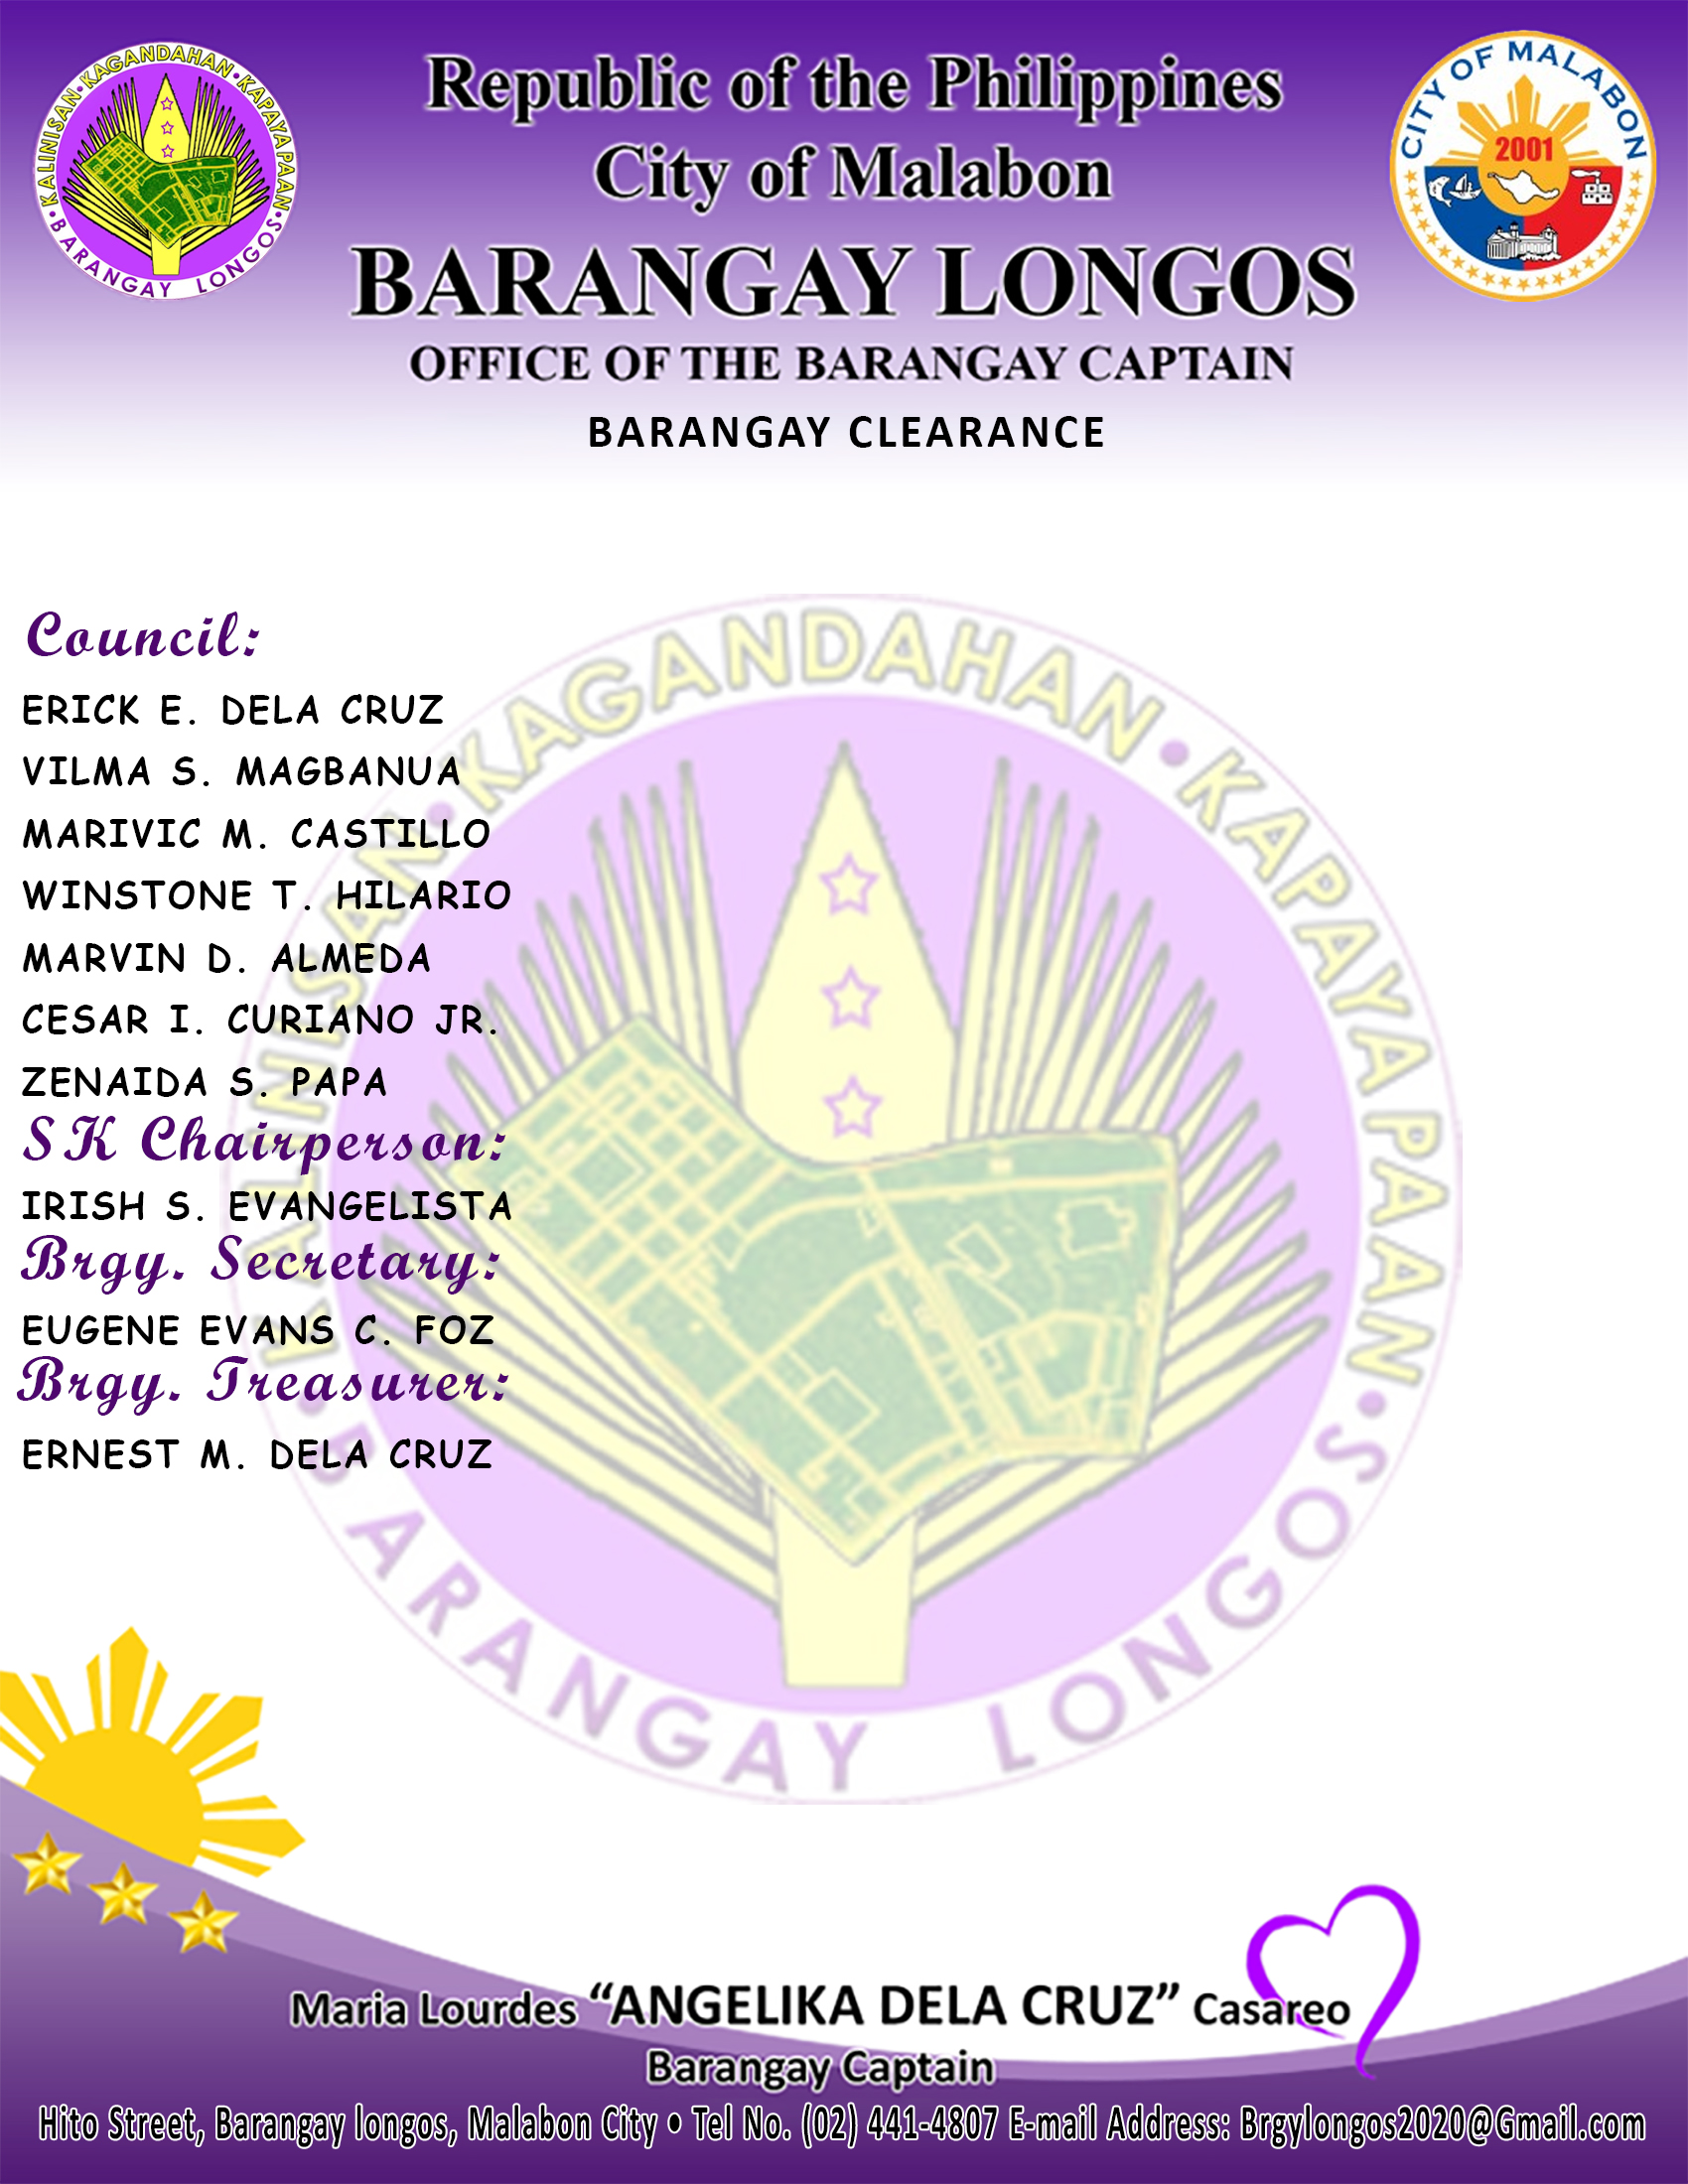 KALINISAN • KAGANDAHAN • KAPAYAPAAN
• BARANGAY LONGOS •
Republic of the Philippines
City of Malabon
BARANGAY LONGOS
OFFICE OF THE BARANGAY CAPTAIN
BARANGAY CLEARANCE
CITY OF MALABON
2001
Council:
ERICK E. DELA CRUZ
VILMA S. MAGBANUA
MARIVIC M. CASTILLO
WINSTONE T. HILARIO
MARVIN D. ALMEDA
CESAR I. CURIANO JR.
ZENAIDA S. PAPA
SK Chairperson:
IRISH S. EVANGELISTA
Brgy. Secretary:
EUGENE EVANS C. FOZ
Brgy. Treasurer:
ERNEST M. DELA CRUZ
KALINISAN • KAGANDAHAN • KAPAYAPAAN
• BARANGAY LONGOS •
Maria Lourdes “ANGELIKA DELA CRUZ” Casareo
Barangay Captain
Hito Street, Barangay longos, Malabon City • Tel No. (02) 441-4807 E-mail Address: Brgylongos2020@Gmail.com